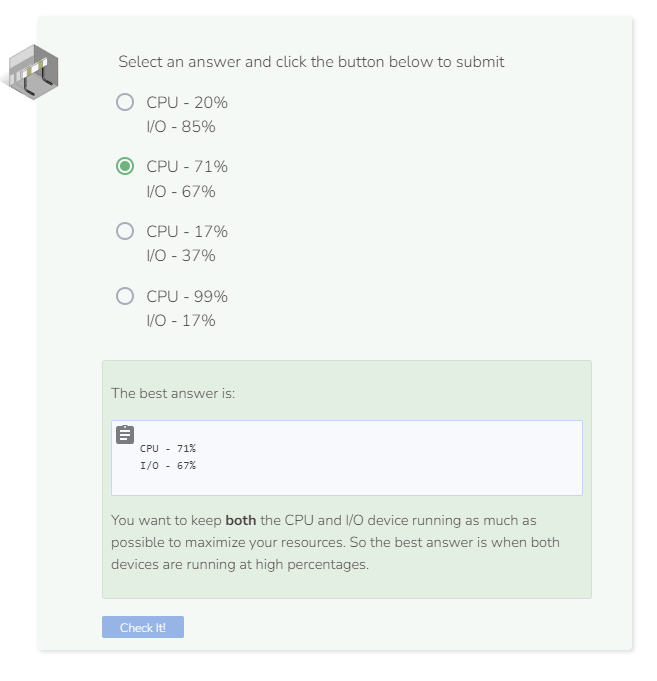 Select an answer and click the button below to submit
CPU - 20%
I/O - 85%
CPU - 71%
I/O - 67%
CPU - 17%
I/O - 37%
CPU - 99%
I/O - 17%
The best answer is:
CPU - 71%
I/O - 67%
You want to keep both the CPU and I/O device running as much as
possible to maximize your resources. So the best answer is when both
devices are running at high percentages.
Check It!